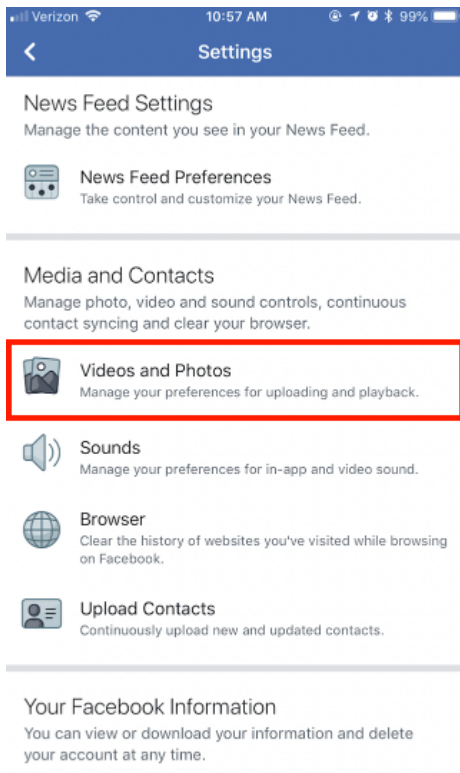 Verizon 10:57 AM 99%
Settings
News Feed Settings
Manage the content you see in your News Feed.
News Feed Preferences
Take control and customize your News Feed.
Media and Contacts
Manage photo, video and sound controls, continuous
contact syncing and clear your browser.
Videos and Photos
Manage your preferences for uploading and playback.
Sounds
Manage your preferences for in-app and video sound.
Browser
Clear the history of websites you've visited while browsing
on Facebook.
Upload Contacts
Continuously upload new and updated contacts.
Your Facebook Information
You can view or download your information and delete
your account at any time.